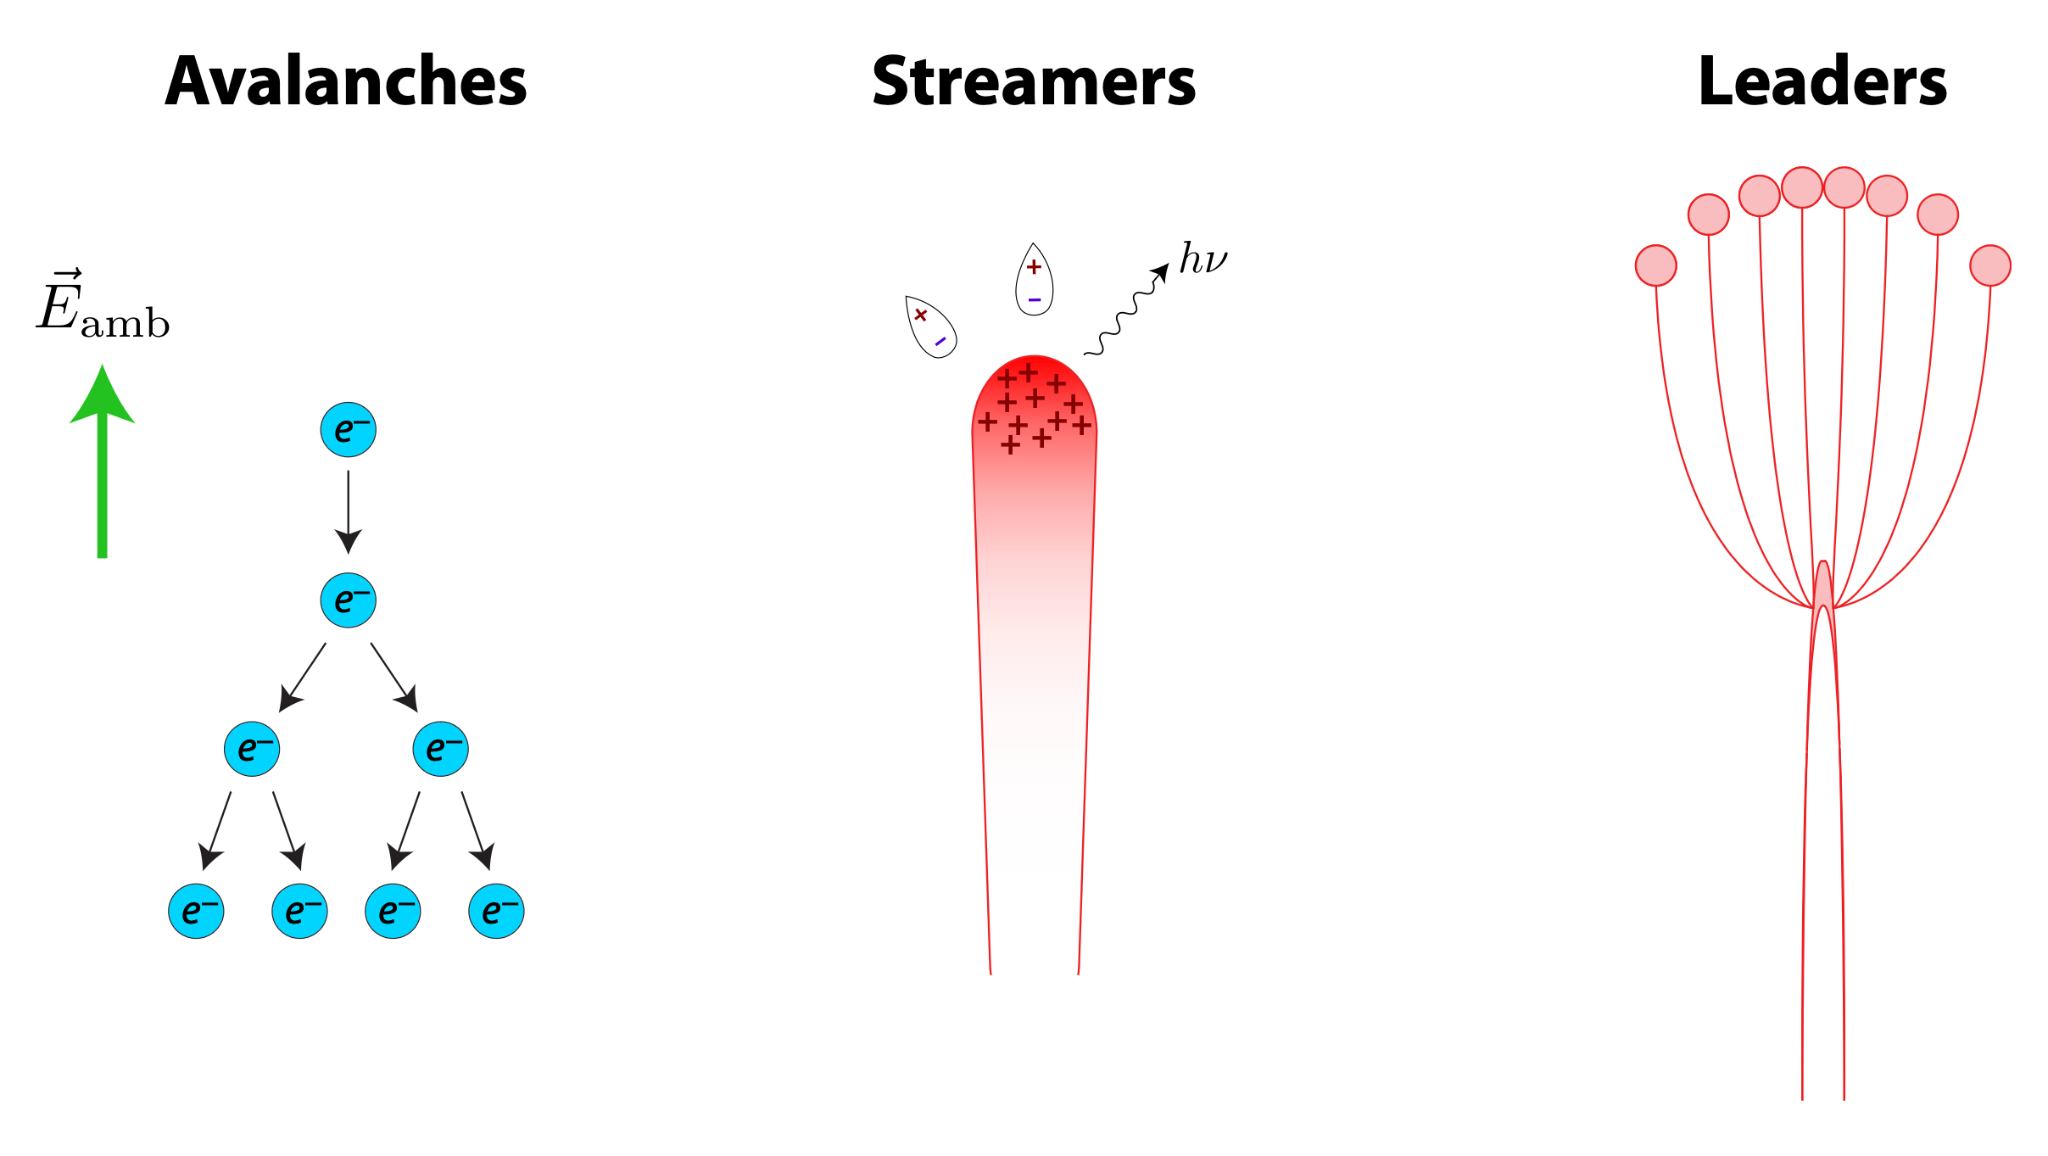 Avalanches
Streamers
Leaders
E⃗amb
e−
e−
e− e−
e− e− e− e−
+
−
+
−
hν
+ + + + + + + + + + + + +